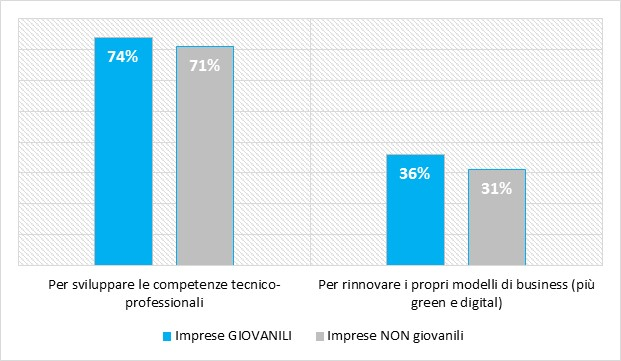 74%
71%
36%
31%
Per sviluppare le competenze tecnico-
professionali
Per rinnovare i propri modelli di business (più
green e digital)
Imprese GIOVANILI
Imprese NON giovanili